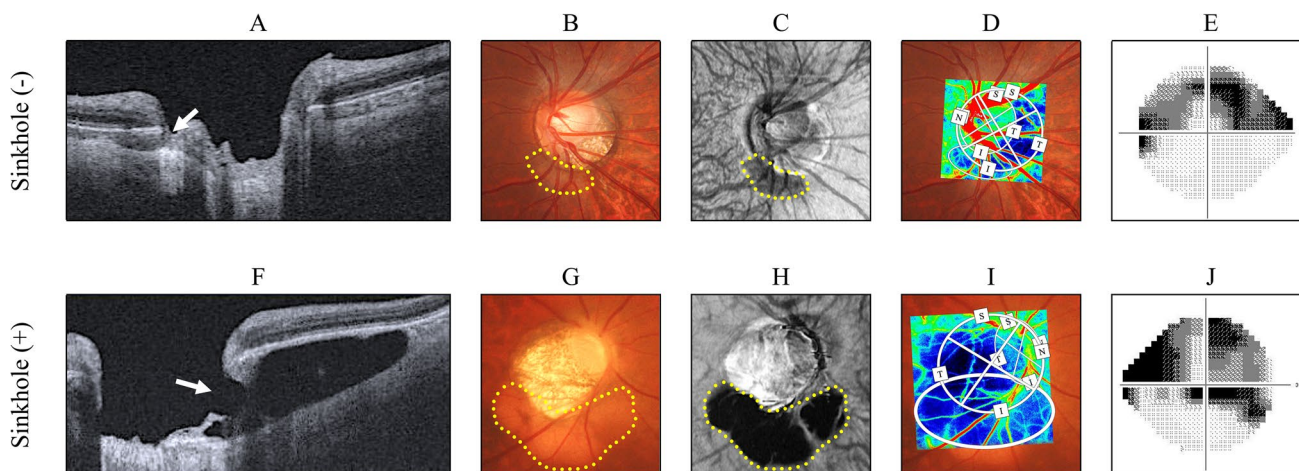 A B C D E
Sinkhole (-)
S S
N
T
T
I
I
F G H I J
Sinkhole (+)
S S
N
I
T
I
I